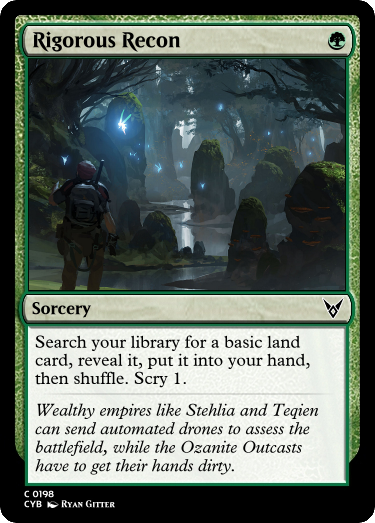 Rigorous Recon
Sorcery
Search your library for a basic land
card, reveal it, put it into your hand,
then shuffle. Scry 1.
Wealthy empires like Stehlia and Teqien
can send automated drones to assess the
battlefield, while the Ozanite Outcasts
have to get their hands dirty.
C 0198
CYB Ryan Gitter